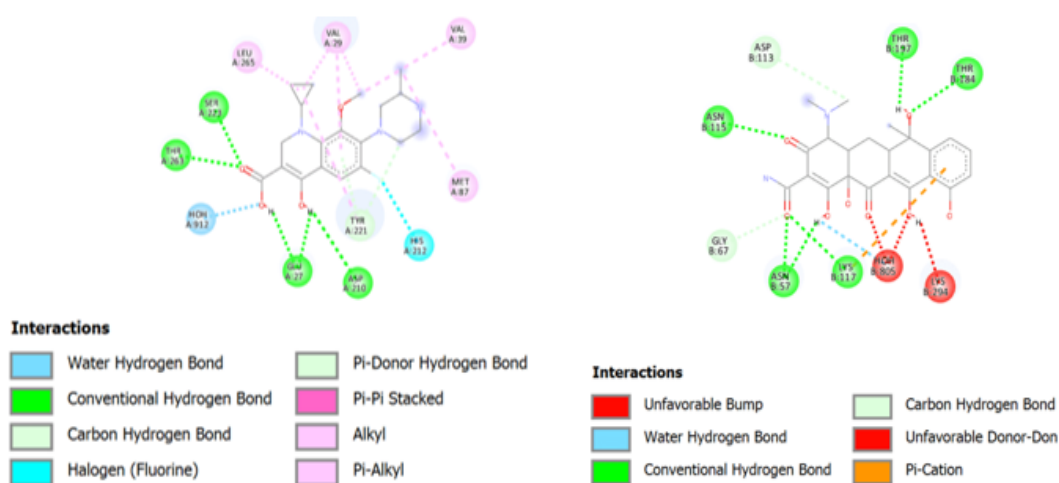 VAL
A:29
VAL
A:39
LEU
A:265
SER
A:273
THR
A:263
HOH
A:912
A:27
ASP
A:210
TYR
A:221
HIS
A:212
MET
A:87
N
N
N
O
O
O
H
H
Interactions
Water Hydrogen Bond
Conventional Hydrogen Bond
Carbon Hydrogen Bond
Halogen (Fluorine)
Pi-Donor Hydrogen Bond
Pi-Pi Stacked
Alkyl
Pi-Alkyl
ASP
B:113
THR
B:197
THR
B:184
ASN
B:115
GLY
B:67
ASN
B:57
LYS
B:117
B:805
LYS
B:294
H
N
H
H
Interactions
Unfavorable Bump
Water Hydrogen Bond
Conventional Hydrogen Bond
Carbon Hydrogen Bond
Unfavorable Donor-Don
Pi-Cation